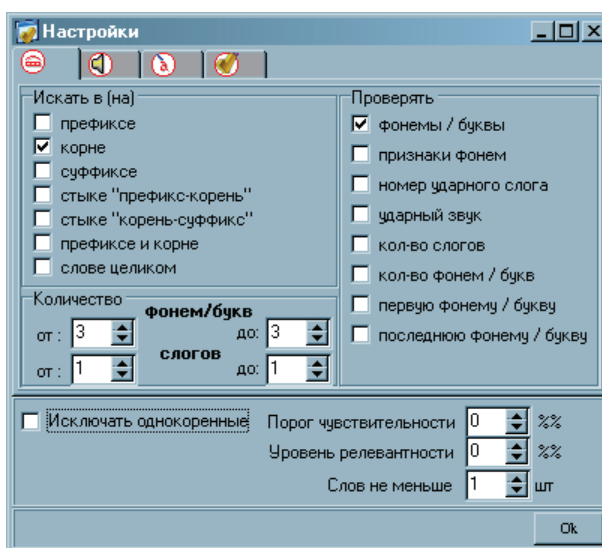 Настройки
Искать в (на)
префиксе
корне
суффиксе
стыке "префикс-корень"
стыке "корень-суффикс"
префиксе и корне
слове целиком
Количество
фонем/букв
от : 3 до: 3
слогов
от : 1 до: 1
Проверять
фонемы / буквы
признаки фонем
номер ударного слога
ударный звук
кол-во слогов
кол-во фонем / букв
первую фонему / букву
последнюю фонему / букву
Исключать однокоренные
Порог чувствительности 0 %%
Уровень релевантности 0 %%
Слов не меньше 1 шт
Ok